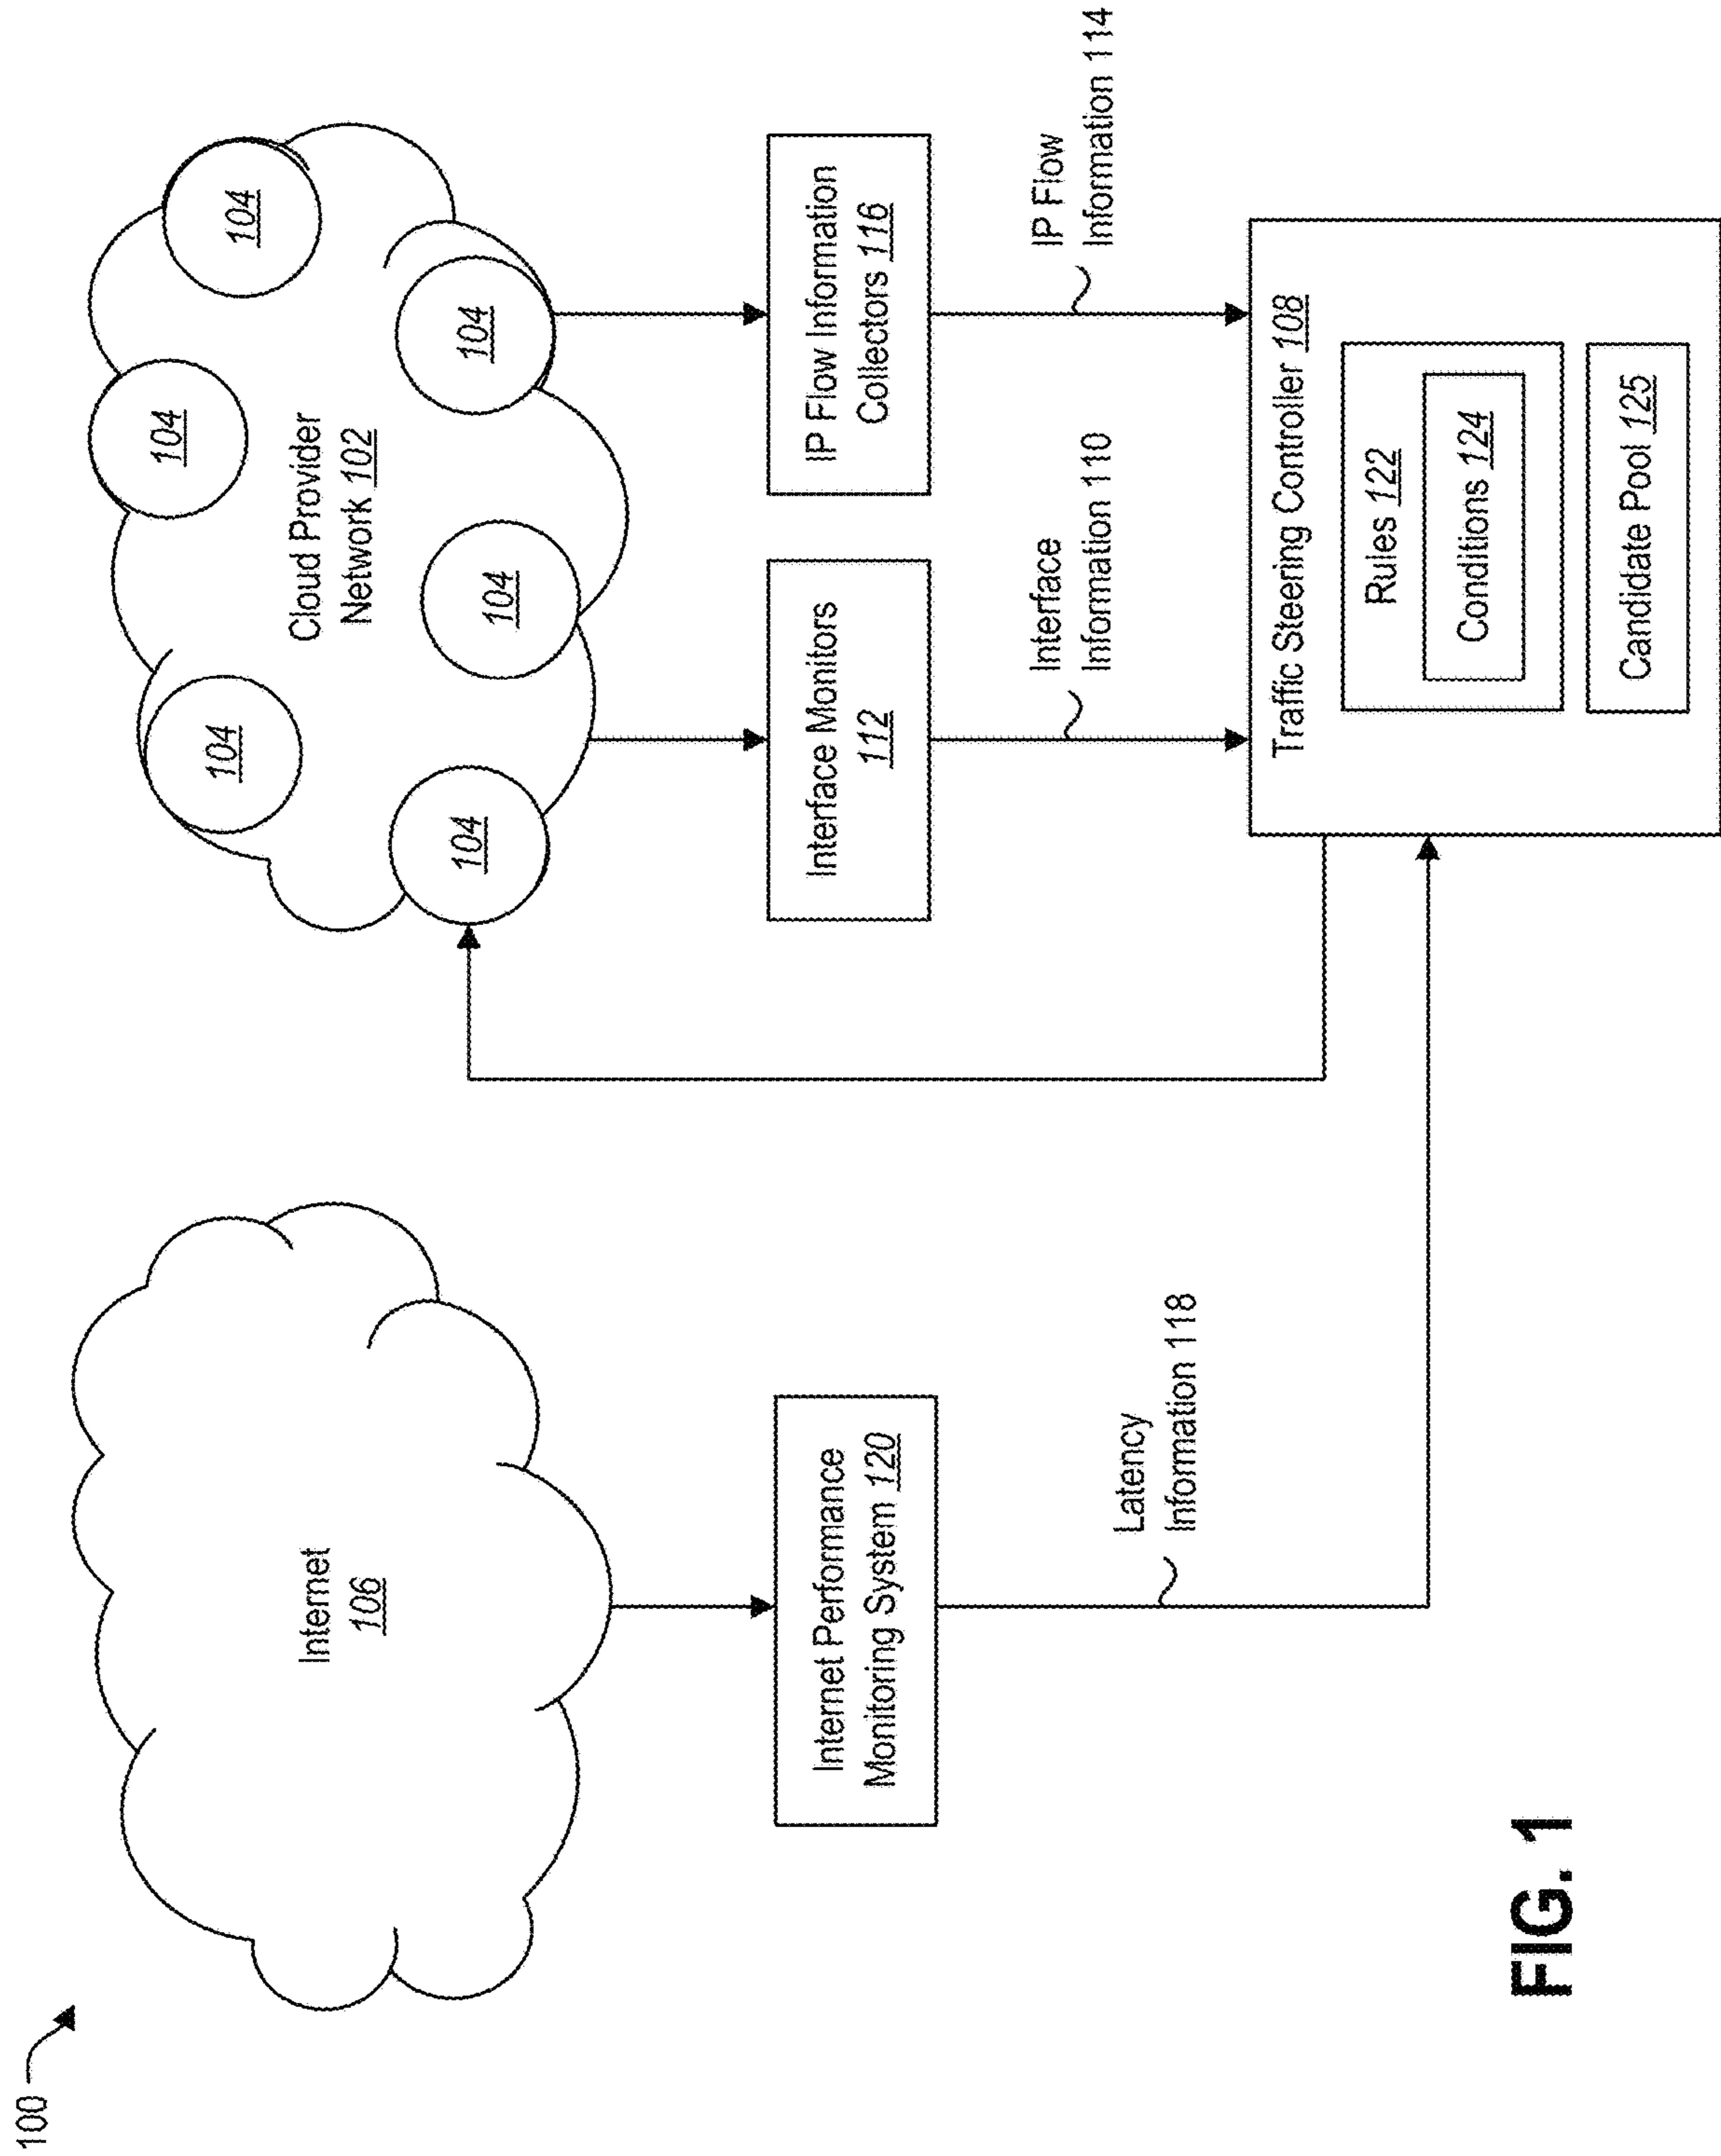 100
Internet
106
Cloud Provider
Network 102
104
104
104
104
104
104
Internet Performance
Monitoring System 120
Interface Monitors
112
IP Flow Information
Collectors 116
Latency
Information 118
Interface
Information 110
IP Flow
Information 114
Traffic Steering Controller 108
Rules 122
Conditions 124
Candidate Pool 125
FIG. 1